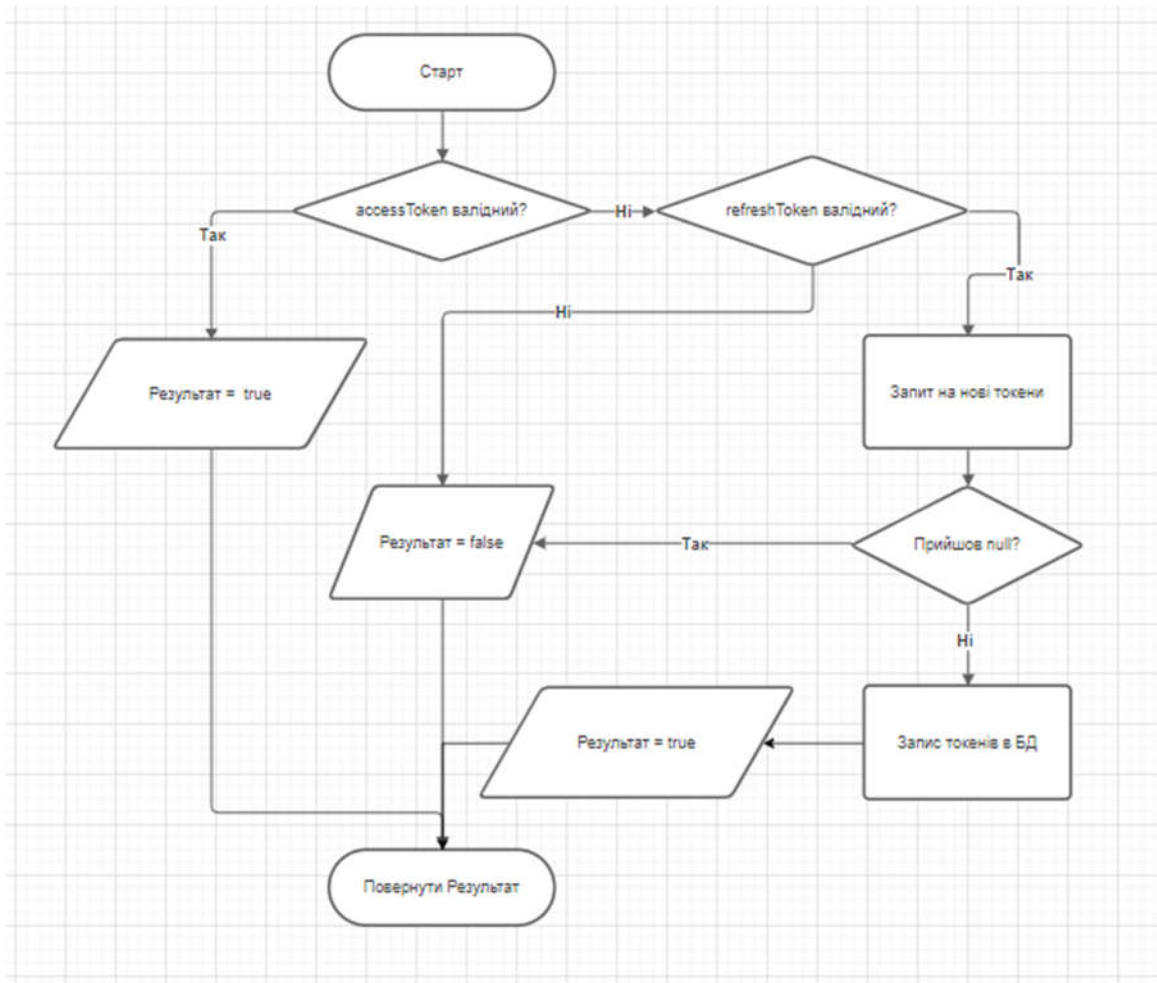 Старт
accessToken валідний?
Ні
refreshToken валідний?
Так
Так
Ні
Результат = true
Запит на нові токени
Результат = false
Так
Прийшов null?
Ні
Результат = true
Запис токенів в БД
Повернути Результат